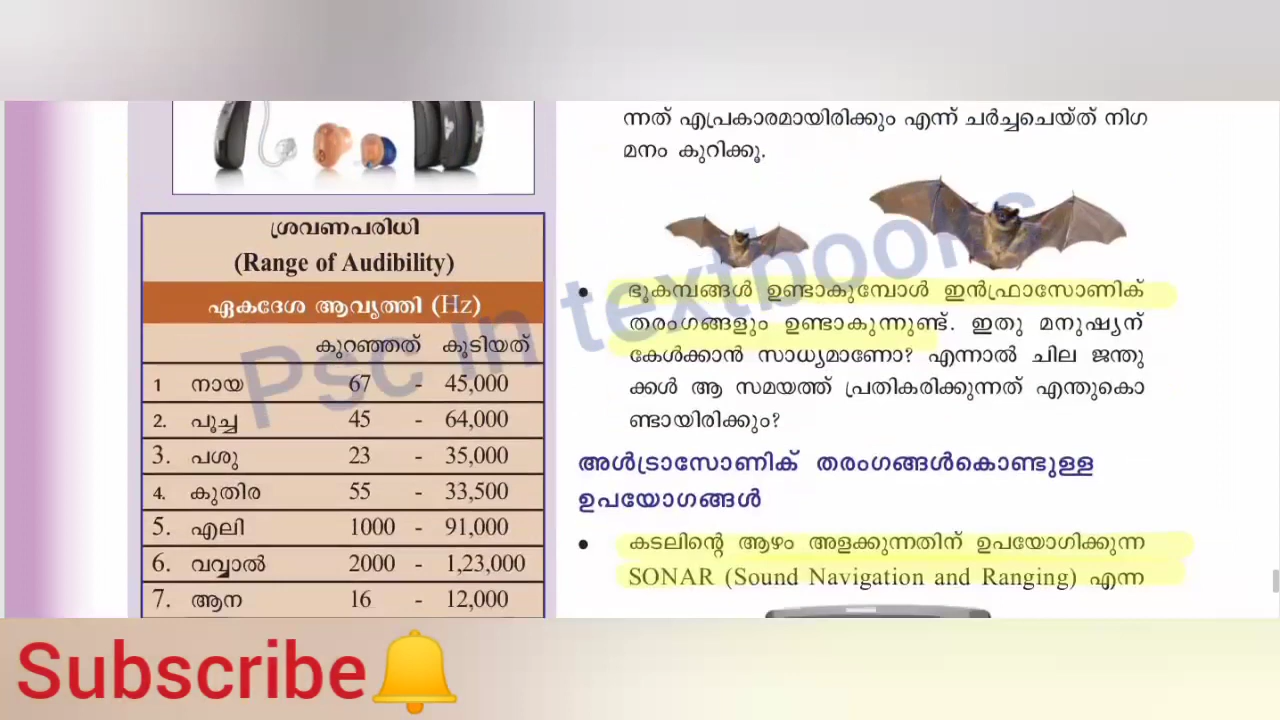 ശ്രവണപരിധി
(Range of Audibility)
ഏകദേശ ആവൃത്തി (Hz)
കുറഞ്ഞത് കൂടിയത്
1 നായ 67 - 45,000
2. പൂച്ച 45 - 64,000
3. പശു 23 - 35,000
4. കുതിര 55 - 33,500
5. എലി 1000 - 91,000
6. വവ്വാൽ 2000 - 1,23,000
7. ആന 16 - 12,000
ന്നത് എപ്രകാരമായിരിക്കും എന്ന് ചർച്ചചെയ്ത് നിഗ
മനം കുറിക്കൂ.
• ഭൂകമ്പങ്ങൾ ഉണ്ടാകുമ്പോൾ ഇൻഫ്രാസോണിക്
തരംഗങ്ങളും ഉണ്ടാകുന്നുണ്ട്. ഇതു മനുഷ്യന്
കേൾക്കാൻ സാധ്യമാണോ? എന്നാൽ ചില ജന്തു
ക്കൾ ആ സമയത്ത് പ്രതികരിക്കുന്നത് എന്തുകൊ
ണ്ടായിരിക്കും?
അൾട്രാസോണിക് തരംഗങ്ങൾകൊണ്ടുള്ള
ഉപയോഗങ്ങൾ
• കടലിന്റെ ആഴം അളക്കുന്നതിന് ഉപയോഗിക്കുന്ന
SONAR (Sound Navigation and Ranging) എന്ന
Psc in textbooks
Subscribe